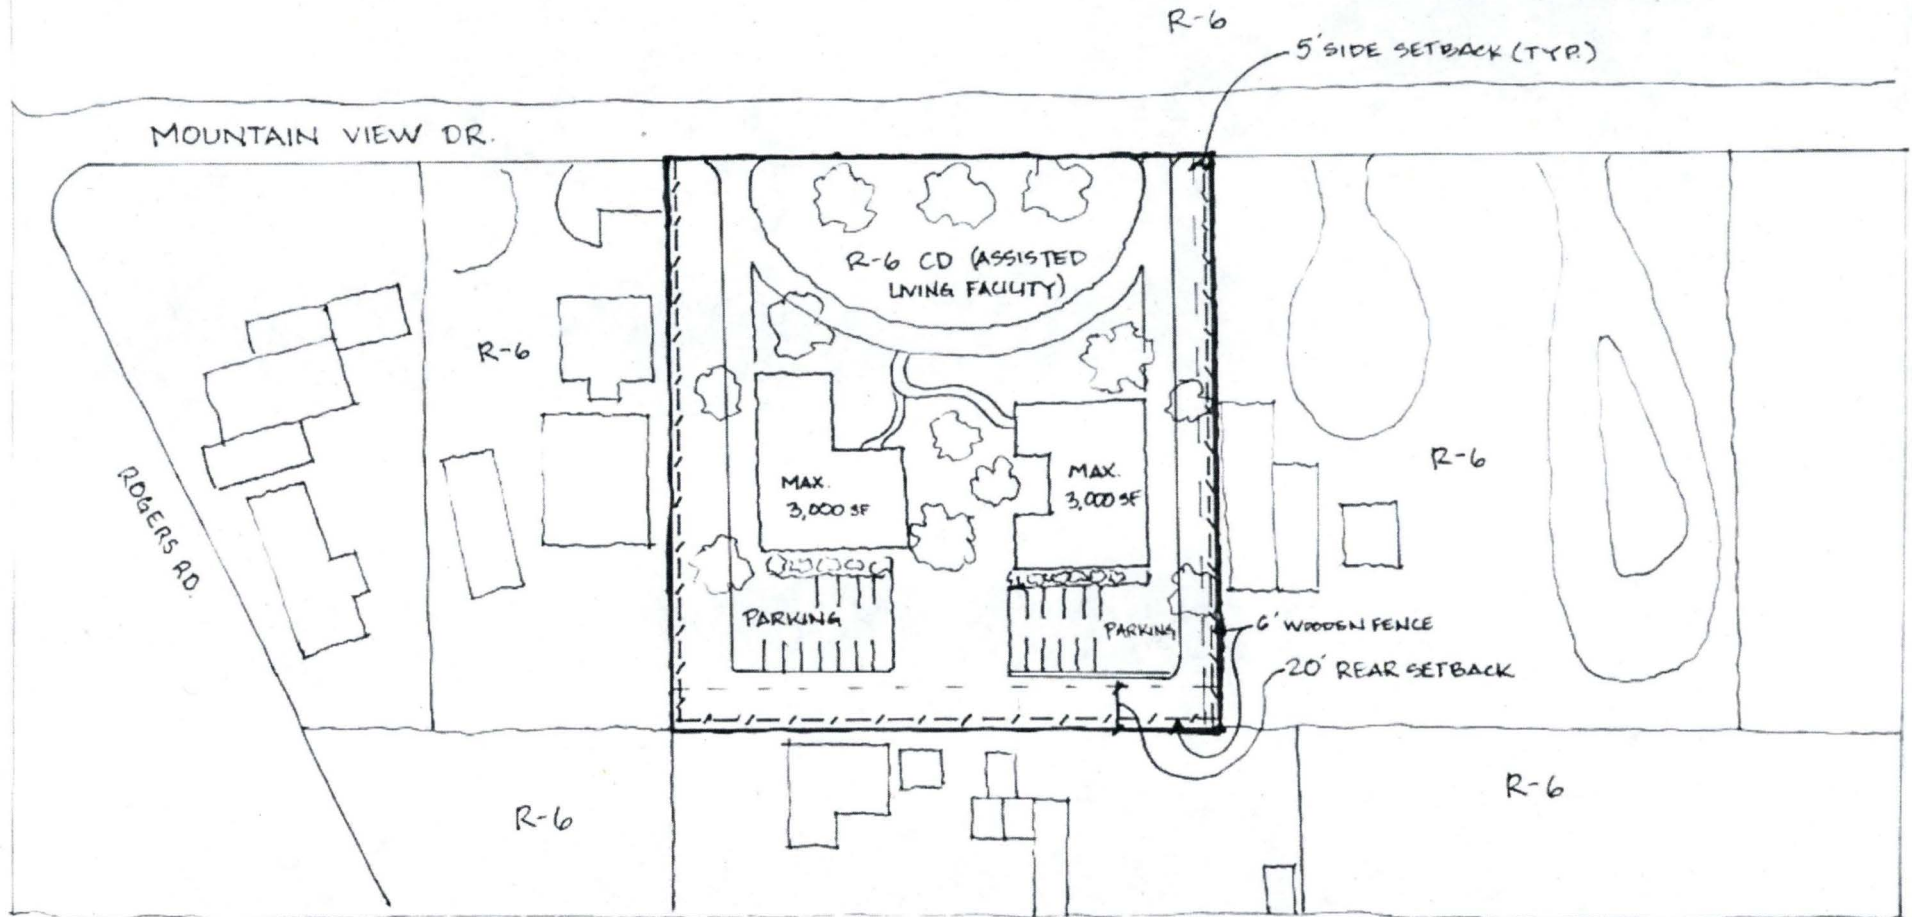 R-6
5' SIDE SETBACK (TYP.)
MOUNTAIN VIEW DR.
R-6 CD (ASSISTED
LIVING FACILITY)
R-6
R-6
MAX.
3,000 SF
MAX.
3,000 SF
ROGERS RD.
PARKING
PARKING
6' WOODEN FENCE
20' REAR SETBACK
R-6
R-6